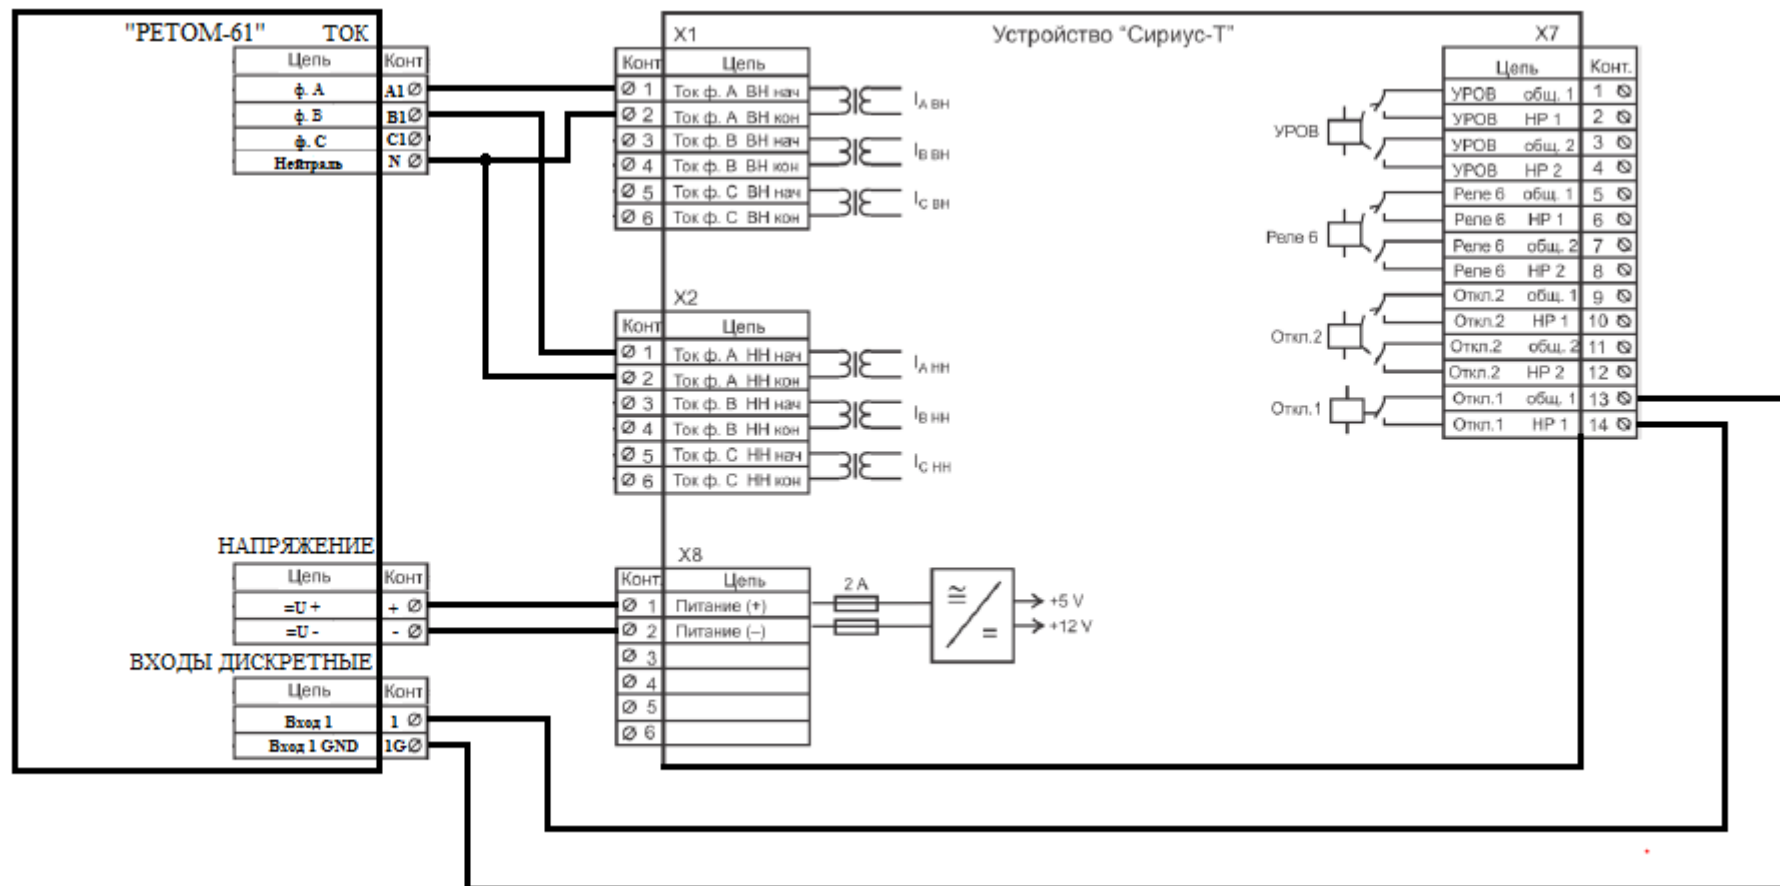 "РЕТОМ-61" ТОК
Цепь Конт
ф. А А1
ф. В В1
ф. С С1
Нейтраль N
НАПРЯЖЕНИЕ
Цепь Конт
=U + +
=U - -
ВХОДЫ ДИСКРЕТНЫЕ
Цепь Конт
Вход 1 1
Вход 1 GND 1G
Устройство "Сириус-Т"
X1
Конт Цепь
1 Ток ф. А ВН нач
2 Ток ф. А ВН кон
3 Ток ф. В ВН нач
4 Ток ф. В ВН кон
5 Ток ф. С ВН нач
6 Ток ф. С ВН кон
I А ВН
I В ВН
I С ВН
X2
Конт Цепь
1 Ток ф. А НН нач
2 Ток ф. А НН кон
3 Ток ф. В НН нач
4 Ток ф. В НН кон
5 Ток ф. С НН нач
6 Ток ф. С НН кон
I А НН
I В НН
I С НН
X8
Конт. Цепь
1 Питание (+)
2 Питание (–)
3
4
5
6
2 А
≅
=
+5 V
+12 V
X7
Цепь Конт.
УРОВ общ. 1 1
УРОВ НР 1 2
УРОВ общ. 2 3
УРОВ НР 2 4
Реле 6 общ. 1 5
Реле 6 НР 1 6
Реле 6 общ. 2 7
Реле 6 НР 2 8
Откл.2 общ. 1 9
Откл.2 НР 1 10
Откл.2 общ. 2 11
Откл.2 НР 2 12
Откл.1 общ. 1 13
Откл.1 НР 1 14
УРОВ
Реле 6
Откл.2
Откл.1